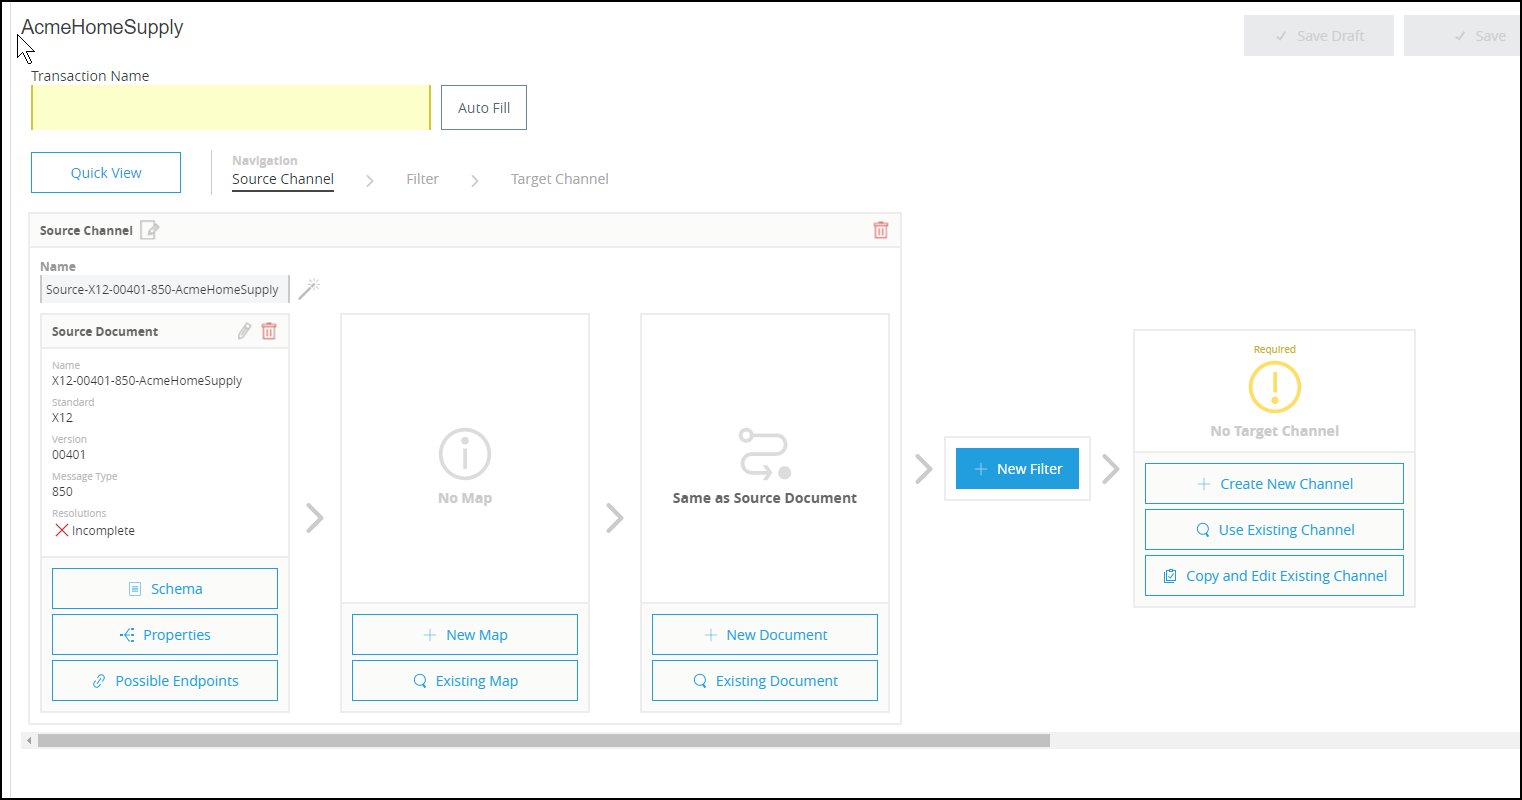 AcmeHomeSupply
Save Draft
Save
Transaction Name
Auto Fill
Quick View
Navigation
Source Channel
Filter
Target Channel
Source Channel
Name
Source-X12-00401-850-AcmeHomeSupply
Source Document
Name
X12-00401-850-AcmeHomeSupply
Standard
X12
Version
00401
Message Type
850
Resolutions
Incomplete
Schema
Properties
Possible Endpoints
No Map
New Map
Existing Map
Same as Source Document
New Document
Existing Document
New Filter
Required
No Target Channel
Create New Channel
Use Existing Channel
Copy and Edit Existing Channel